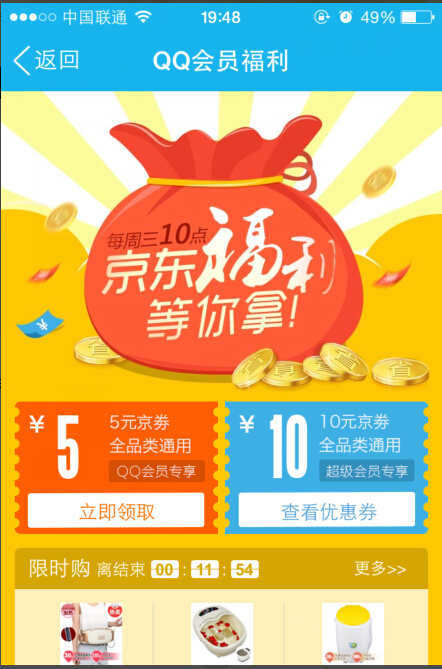 中国联通 19:48 49%
返回 QQ会员福利
每周三10点
京东福利
等你拿!
省 省 省 省
¥ 5 5元京券
全品类通用
QQ会员专享
立即领取
¥ 10 10元京券
全品类通用
超级会员专享
查看优惠券
限时购 离结束 00 : 11 : 54 更多>>